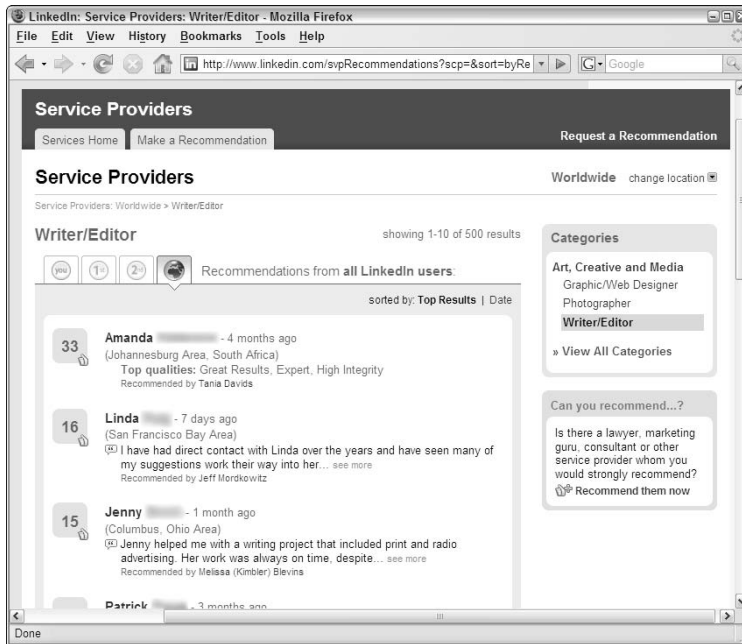 LinkedIn: Service Providers: Writer/Editor - Mozilla Firefox
File Edit View History Bookmarks Tools Help
http://www.linkedin.com/svpRecommendations?scp=&sort=byRe
G Google
Service Providers
Services Home Make a Recommendation Request a Recommendation
Service Providers Worldwide change location
Service Providers: Worldwide > Writer/Editor
Writer/Editor showing 1-10 of 500 results
you 1st 2nd Recommendations from all LinkedIn users:
sorted by: Top Results | Date
33 Amanda - 4 months ago
(Johannesburg Area, South Africa)
Top qualities: Great Results, Expert, High Integrity
Recommended by Tania Davids
16 Linda - 7 days ago
(San Francisco Bay Area)
I have had direct contact with Linda over the years and have seen many of
my suggestions work their way into her... see more
Recommended by Jeff Mordkowitz
15 Jenny - 1 month ago
(Columbus, Ohio Area)
Jenny helped me with a writing project that included print and radio
advertising. Her work was always on time, despite... see more
Recommended by Melissa (Kimbler) Blevins
Patrick - 3 months ago
Categories
Art, Creative and Media
Graphic/Web Designer
Photographer
Writer/Editor
» View All Categories
Can you recommend...?
Is there a lawyer, marketing
guru, consultant or other
service provider whom you
would strongly recommend?
Recommend them now
Done